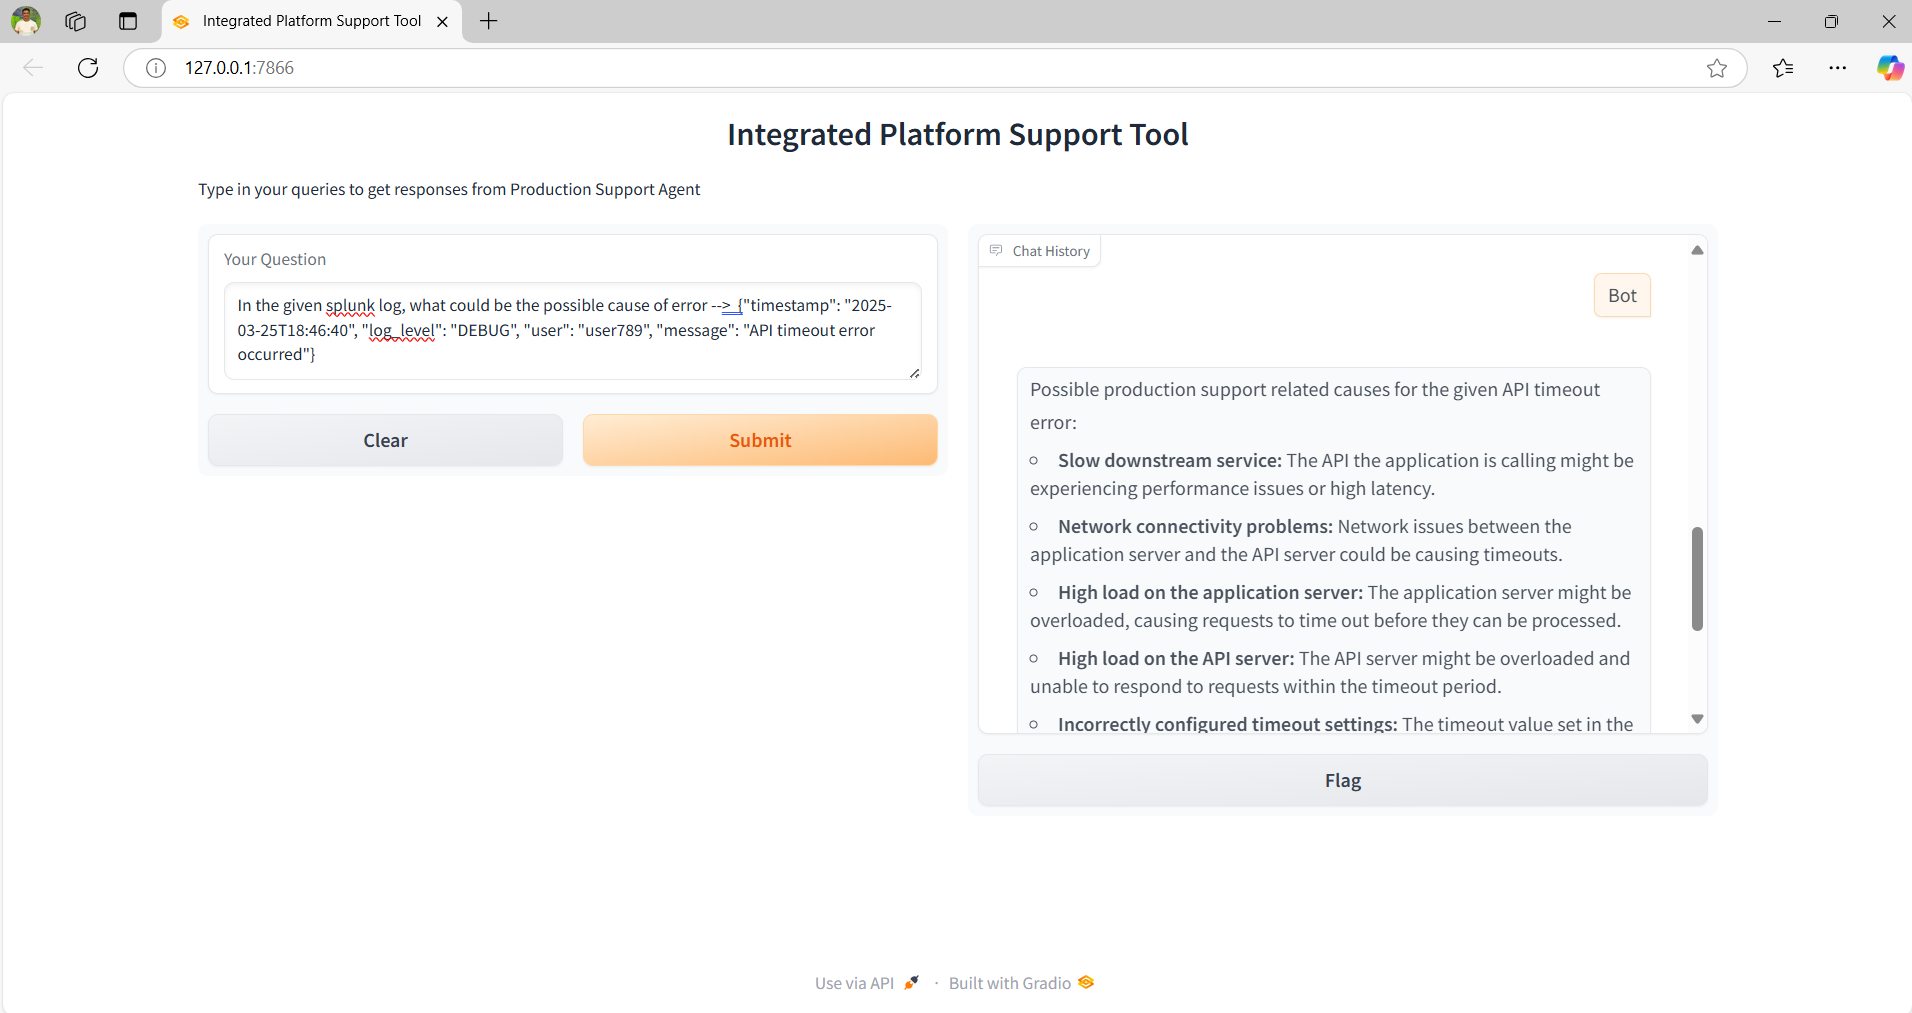 Integrated Platform Support Tool
127.0.0.1:7866
Integrated Platform Support Tool
Type in your queries to get responses from Production Support Agent
Your Question
In the given splunk log, what could be the possible cause of error --> {"timestamp": "2025-
03-25T18:46:40", "log_level": "DEBUG", "user": "user789", "message": "API timeout error
occurred"}
Clear
Submit
Chat History
Bot
Possible production support related causes for the given API timeout
error:
Slow downstream service: The API the application is calling might be
experiencing performance issues or high latency.
Network connectivity problems: Network issues between the
application server and the API server could be causing timeouts.
High load on the application server: The application server might be
overloaded, causing requests to time out before they can be processed.
High load on the API server: The API server might be overloaded and
unable to respond to requests within the timeout period.
Incorrectly configured timeout settings: The timeout value set in the
Flag
Use via API · Built with Gradio